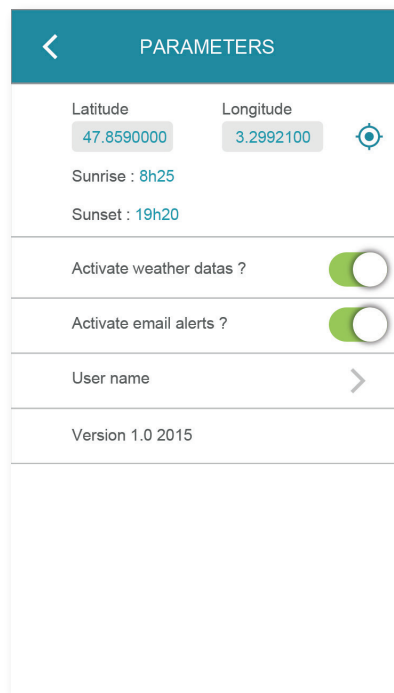 PARAMETERS
Latitude Longitude
47.8590000 3.2992100
Sunrise : 8h25
Sunset : 19h20
Activate weather datas ?
Activate email alerts ?
User name
Version 1.0 2015